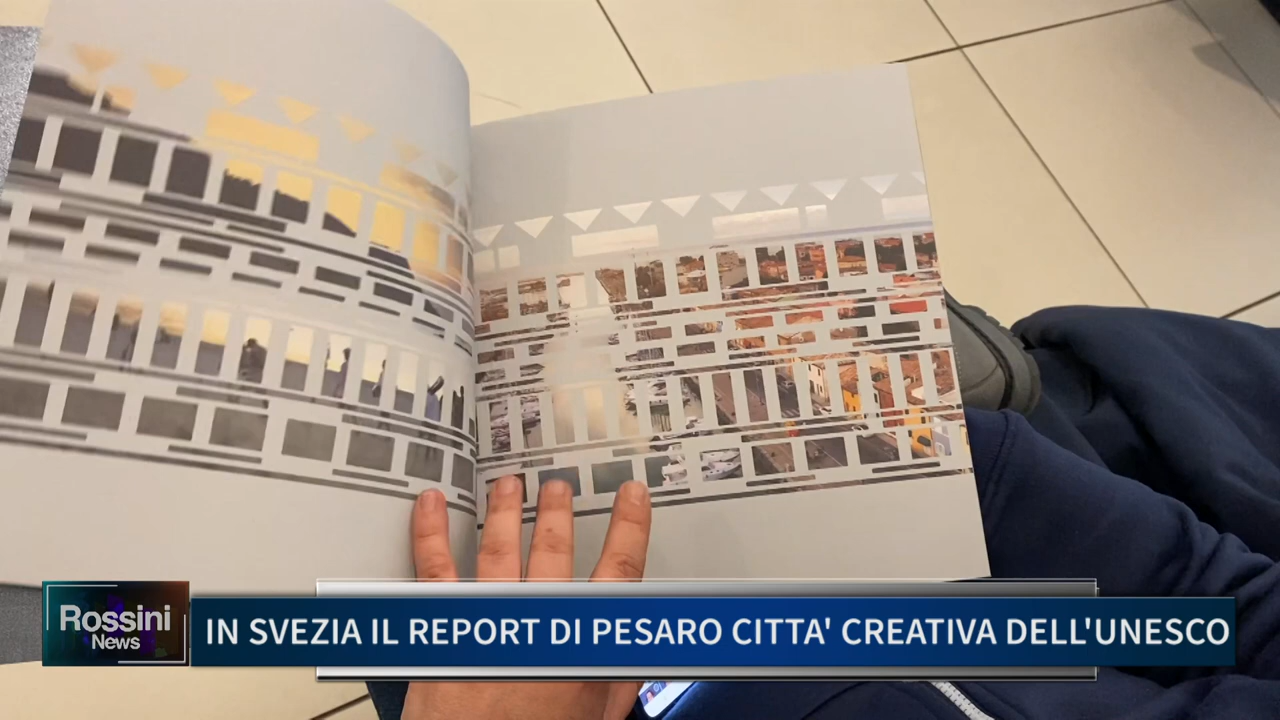 Rossini
News
IN SVEZIA IL REPORT DI PESARO CITTA' CREATIVA DELL'UNESCO